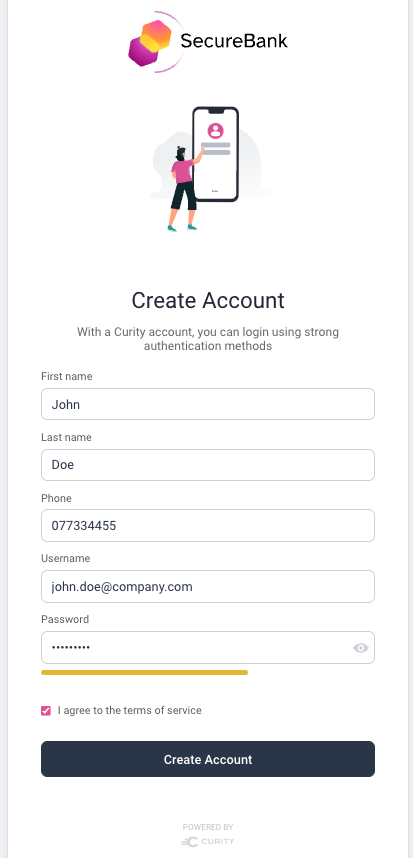 SecureBank
Create Account
With a Curity account, you can login using strong
authentication methods
First name
John
Last name
Doe
Phone
077334455
Username
john.doe@company.com
Password
•••••••••
I agree to the terms of service
Create Account
POWERED BY
CURITY